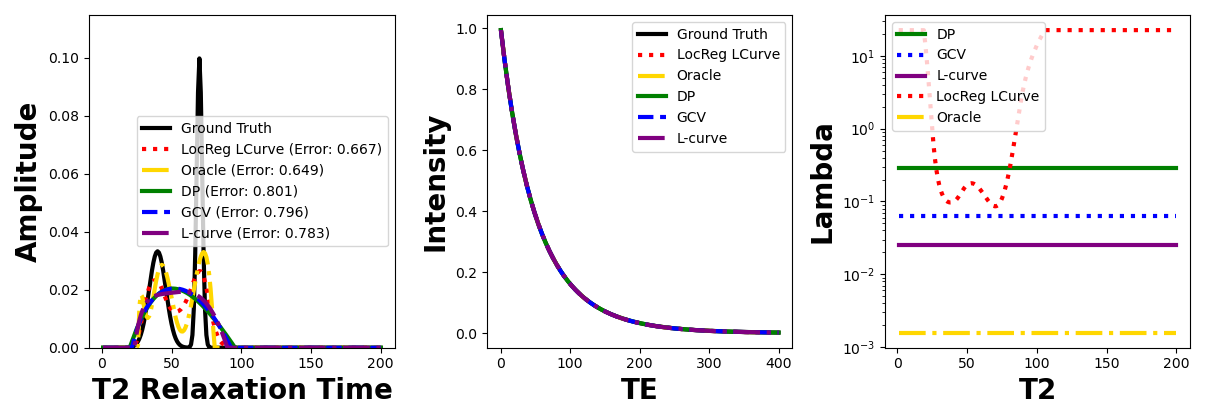 Amplitude
0.10
0.08
0.06
0.04
0.02
0.00
Ground Truth
LocReg LCurve (Error: 0.667)
Oracle (Error: 0.649)
DP (Error: 0.801)
GCV (Error: 0.796)
L-curve (Error: 0.783)
0 50 100 150 200
T2 Relaxation Time
Intensity
1.0
0.8
0.6
0.4
0.2
0.0
Ground Truth
LocReg LCurve
Oracle
DP
GCV
L-curve
0 100 200 300 400
TE
Lambda
10¹
10⁰
10⁻¹
10⁻²
10⁻³
DP
GCV
L-curve
LocReg LCurve
Oracle
0 50 100 150 200
T2